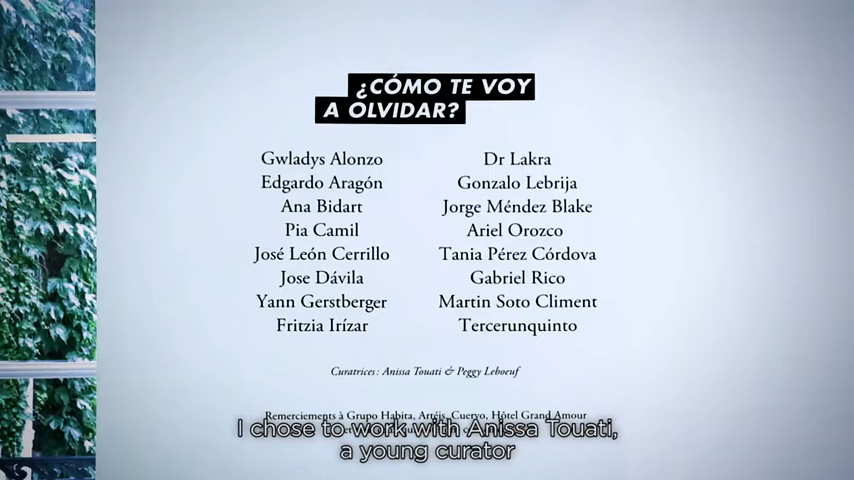 ¿CÓMO TE VOY
A OLVIDAR?
Gwladys Alonzo
Edgardo Aragón
Ana Bidart
Pia Camil
José León Cerrillo
Jose Dávila
Yann Gerstberger
Fritzia Irízar
Dr Lakra
Gonzalo Lebrija
Jorge Méndez Blake
Ariel Orozco
Tania Pérez Córdova
Gabriel Rico
Martin Soto Climent
Tercerunquinto
Curatrices : Anissa Touati & Peggy Leboeuf
Remerciements à Grupo Habita, Artéis, Cuervo, Hôtel Grand Amour
I chose to work with Anissa Touati,
a young curator